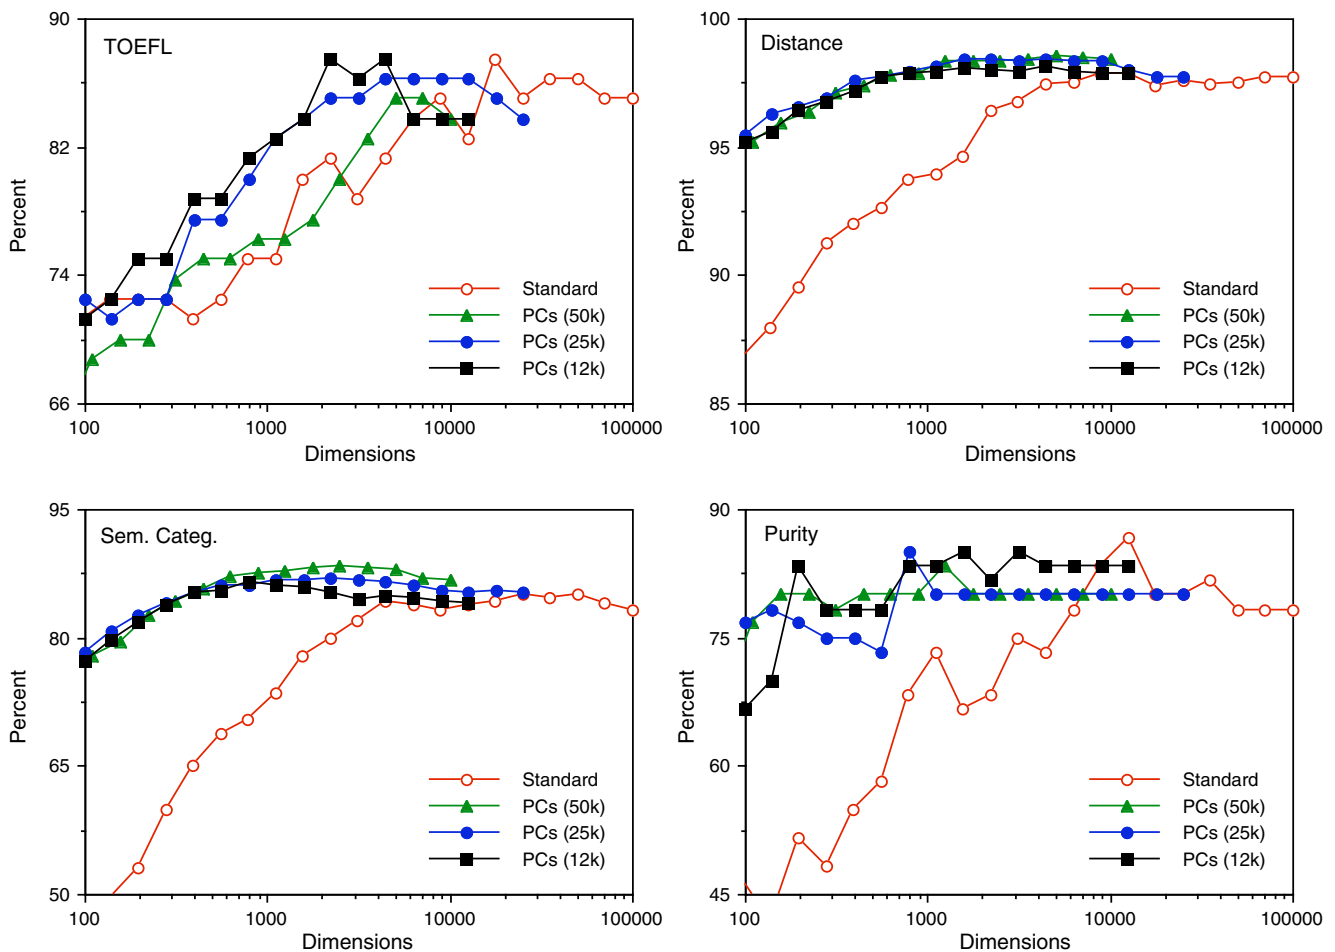 TOEFL
90
82
74
66
Percent
Standard
PCs (50k)
PCs (25k)
PCs (12k)
100
1000
10000
100000
Dimensions
Distance
100
95
90
85
Percent
Standard
PCs (50k)
PCs (25k)
PCs (12k)
100
1000
10000
100000
Dimensions
Sem. Categ.
95
80
65
50
Percent
Standard
PCs (50k)
PCs (25k)
PCs (12k)
100
1000
10000
100000
Dimensions
Purity
90
75
60
45
Percent
Standard
PCs (50k)
PCs (25k)
PCs (12k)
100
1000
10000
100000
Dimensions